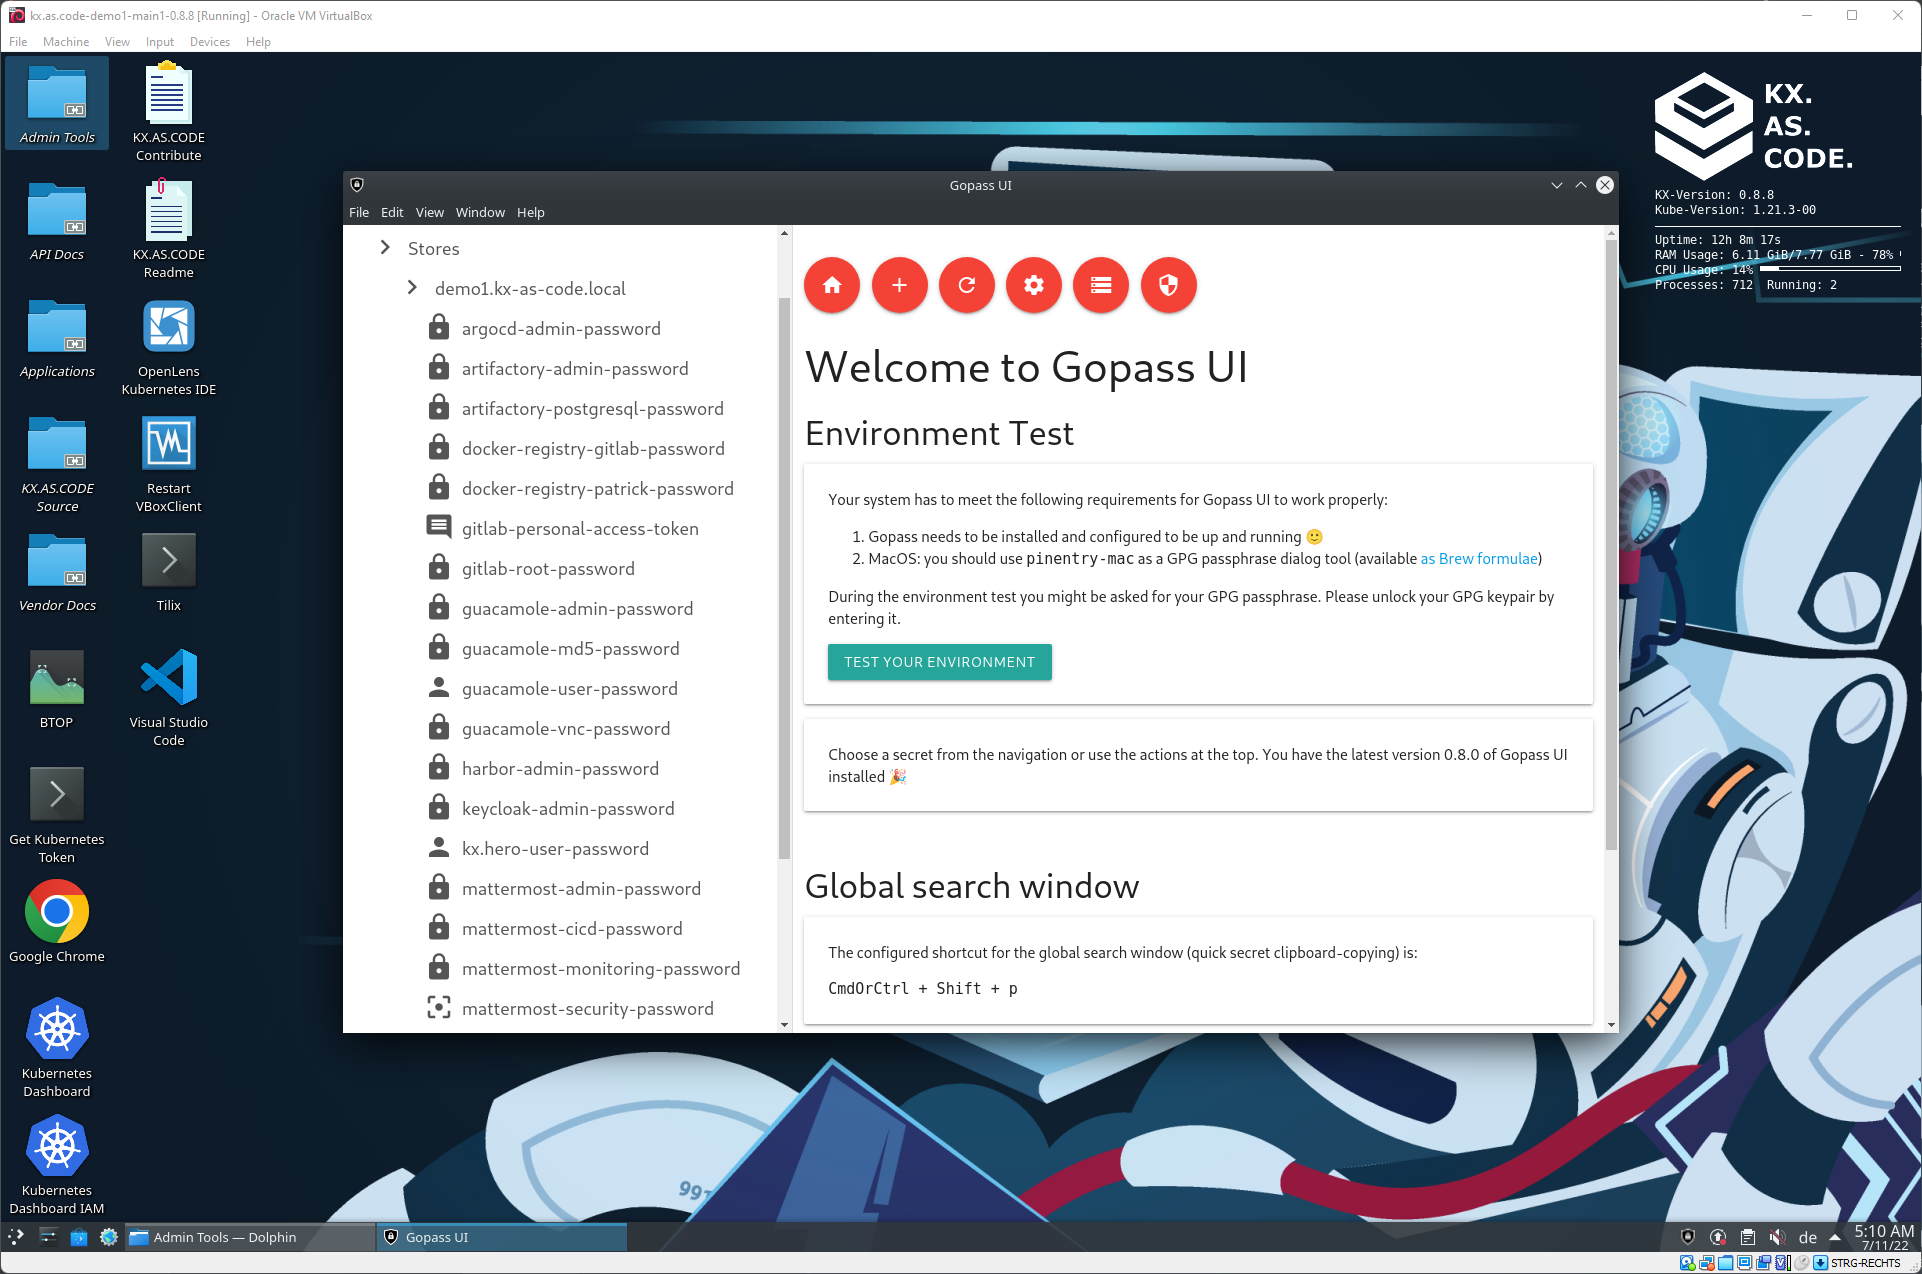 kx.as.code-demo1-main1-0.8.8 [Running] - Oracle VM VirtualBox
File Machine View Input Devices Help
Admin Tools
KX.AS.CODE
Contribute
API Docs
KX.AS.CODE
Readme
Applications
OpenLens
Kubernetes IDE
KX.AS.CODE
Source
Restart
VBoxClient
Vendor Docs
Tilix
BTOP
Visual Studio
Code
Get Kubernetes
Token
Google Chrome
Kubernetes
Dashboard
Kubernetes
Dashboard IAM
Gopass UI
File Edit View Window Help
Stores
demo1.kx-as-code.local
argocd-admin-password
artifactory-admin-password
artifactory-postgresql-password
docker-registry-gitlab-password
docker-registry-patrick-password
gitlab-personal-access-token
gitlab-root-password
guacamole-admin-password
guacamole-md5-password
guacamole-user-password
guacamole-vnc-password
harbor-admin-password
keycloak-admin-password
kx.hero-user-password
mattermost-admin-password
mattermost-cicd-password
mattermost-monitoring-password
mattermost-security-password
Welcome to Gopass UI
Environment Test
Your system has to meet the following requirements for Gopass UI to work properly:
1. Gopass needs to be installed and configured to be up and running 🙂
2. MacOS: you should use pinentry-mac as a GPG passphrase dialog tool (available as Brew formulae)
During the environment test you might be asked for your GPG passphrase. Please unlock your GPG keypair by
entering it.
TEST YOUR ENVIRONMENT
Choose a secret from the navigation or use the actions at the top. You have the latest version 0.8.0 of Gopass UI
installed 🎉
Global search window
The configured shortcut for the global search window (quick secret clipboard-copying) is:
CmdOrCtrl + Shift + p
KX.
AS.
CODE.
KX-Version: 0.8.8
Kube-Version: 1.21.3-00
Uptime: 12h 8m 17s
RAM Usage: 6.11 GiB/7.77 GiB - 78%
CPU Usage: 14%
Processes: 712 Running: 2
Admin Tools — Dolphin
Gopass UI
de
5:10 AM
7/11/22
STRG-RECHTS